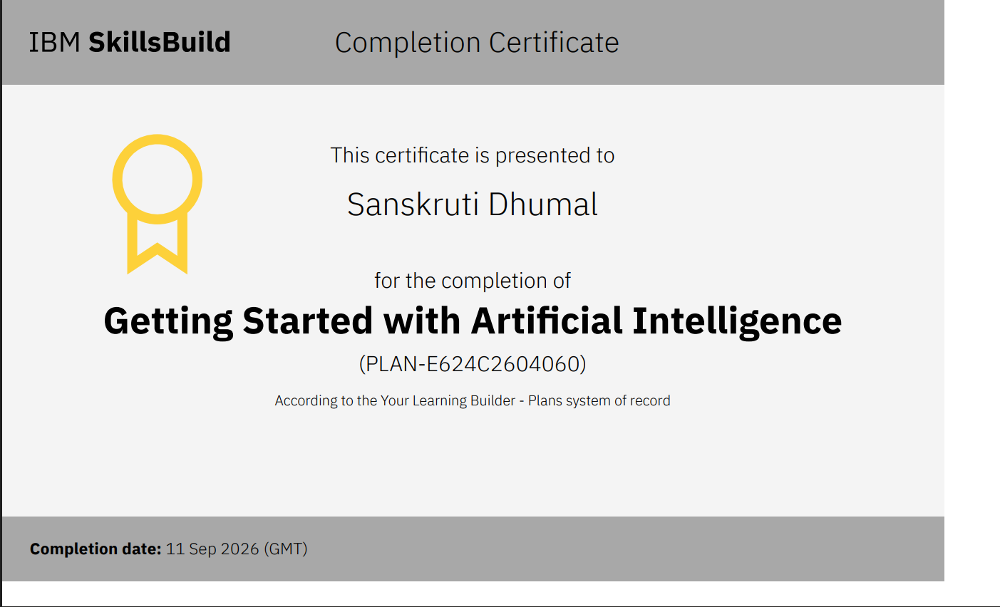 IBM SkillsBuild
Completion Certificate
This certificate is presented to
Sanskruti Dhumal
for the completion of
Getting Started with Artificial Intelligence
(PLAN-E624C2604060)
According to the Your Learning Builder - Plans system of record
Completion date: 11 Sep 2026 (GMT)